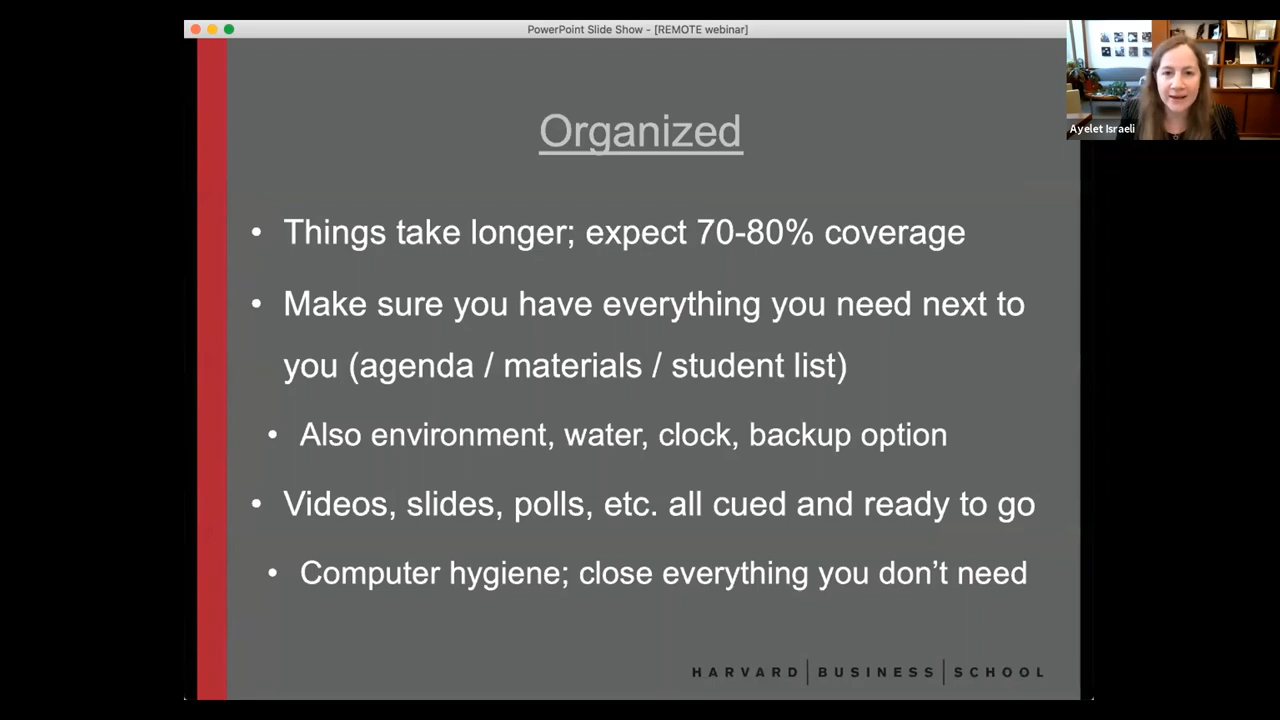 PowerPoint Slide Show - [REMOTE webinar]
Ayelet Israeli
Organized
• Things take longer; expect 70-80% coverage
• Make sure you have everything you need next to
you (agenda / materials / student list)
• Also environment, water, clock, backup option
• Videos, slides, polls, etc. all cued and ready to go
• Computer hygiene; close everything you don’t need
HARVARD | BUSINESS | SCHOOL